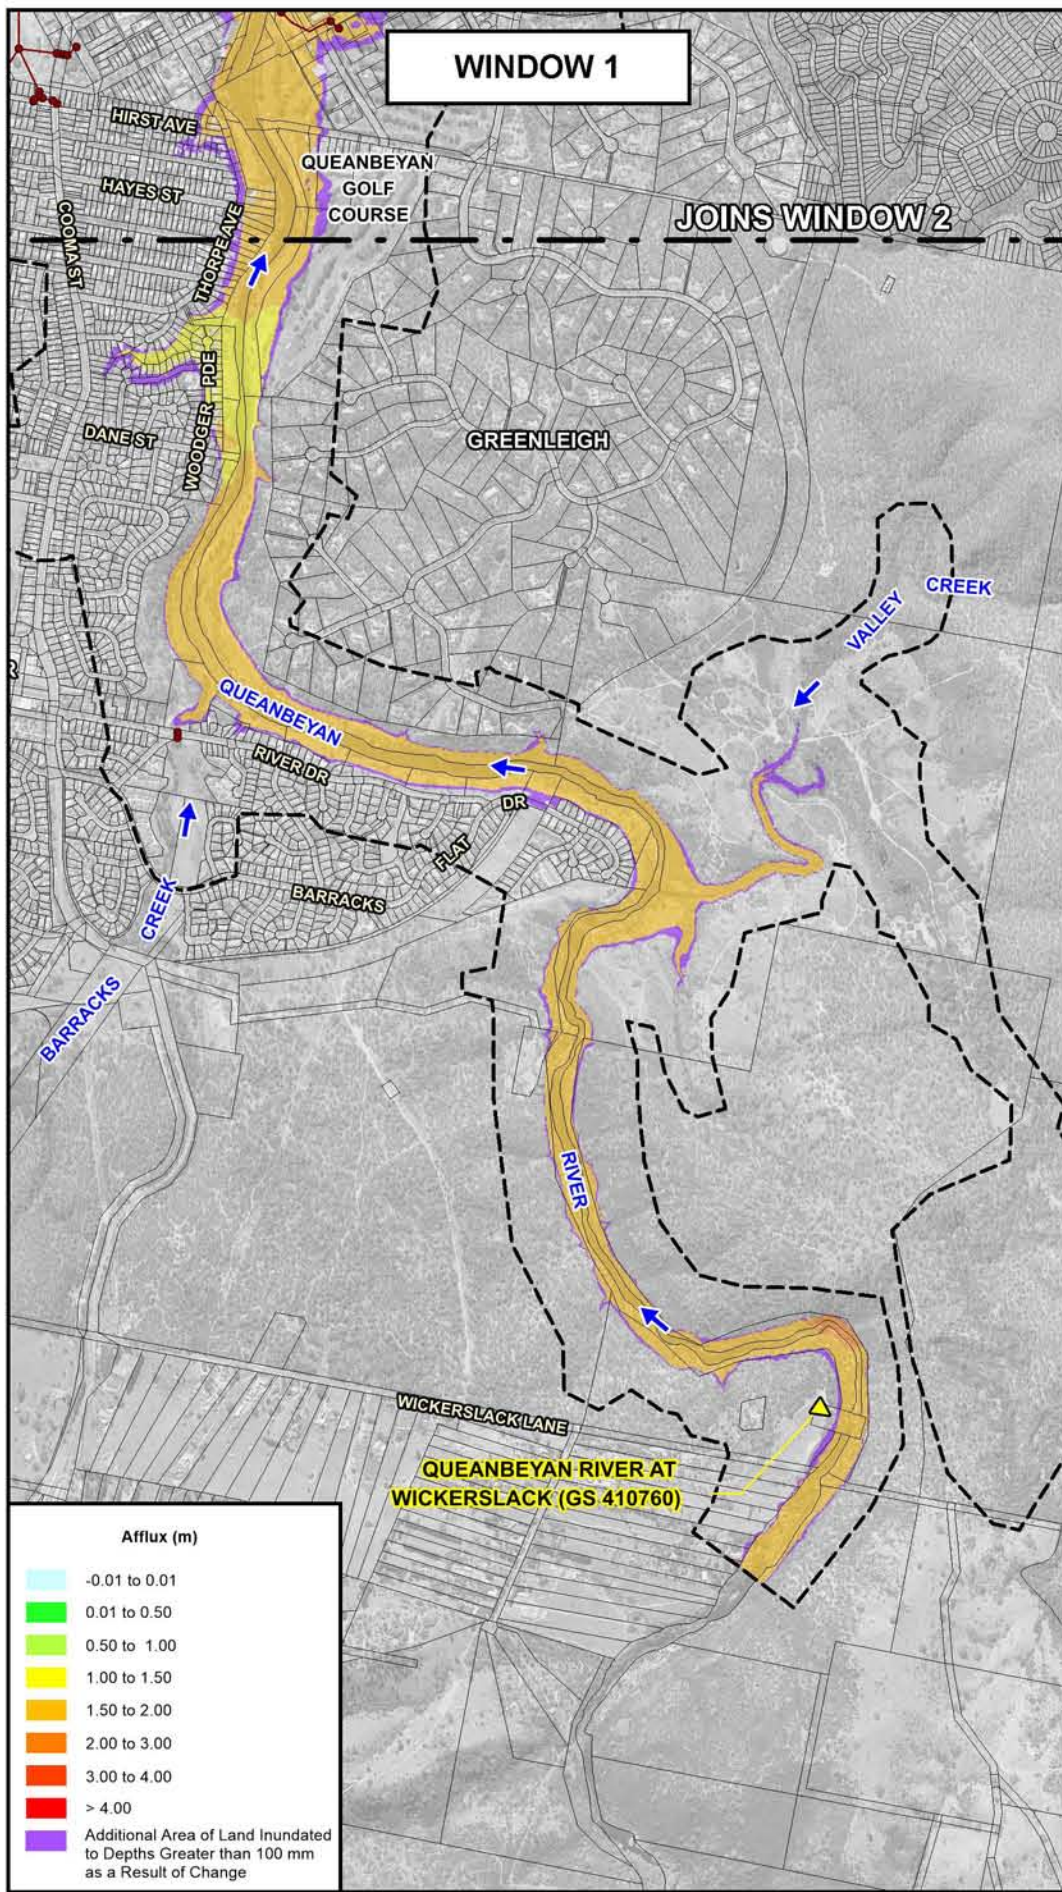 WINDOW 1
HIRST AVE
QUEANBEYAN
GOLF
COURSE
HAYES ST
COOMA ST
THORPE AVE
JOINS WINDOW 2
WOODGER PDE
DANE ST
GREENLEIGH
VALLEY CREEK
QUEANBEYAN
RIVER DR
DR
FLAT
BARRACKS
CREEK
BARRACKS
RIVER
WICKERSLACK LANE
QUEANBEYAN RIVER AT
WICKERSLACK (GS 410760)
Afflux (m)
-0.01 to 0.01
0.01 to 0.50
0.50 to 1.00
1.00 to 1.50
1.50 to 2.00
2.00 to 3.00
3.00 to 4.00
> 4.00
Additional Area of Land Inundated
to Depths Greater than 100 mm
as a Result of Change